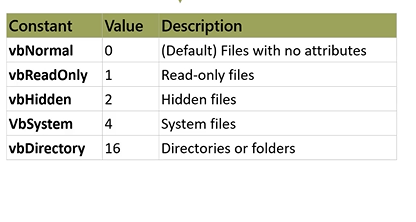 Constant Value Description
vbNormal 0 (Default) Files with no attributes
vbReadOnly 1 Read-only files
vbHidden 2 Hidden files
VbSystem 4 System files
vbDirectory 16 Directories or folders